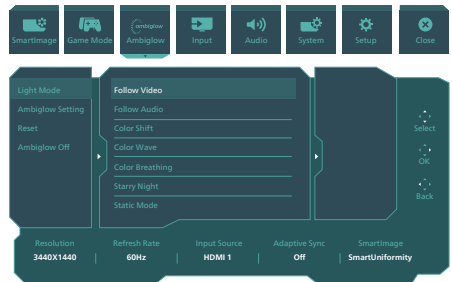 ambiglow
SmartImage Game Mode Ambiglow Input Audio System Setup Close
Light Mode Follow Video
Ambiglow Setting Follow Audio
Reset Color Shift
Ambiglow Off Color Wave
Color Breathing
Starry Night
Static Mode
Select
OK
Back
Resolution Refresh Rate Input Source Adaptive Sync SmartImage
3440X1440 | 60Hz | HDMI 1 | Off | SmartUniformity